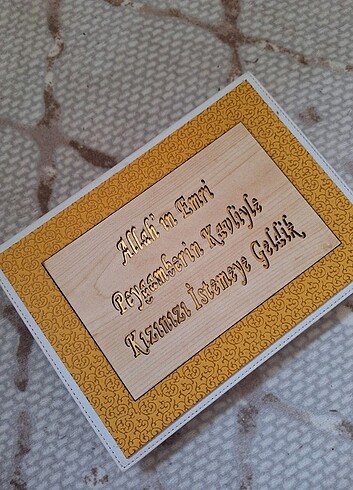 Allah'ın Emri
Peygamberin Kavliyle
Kızınızı İstemeye Geldik